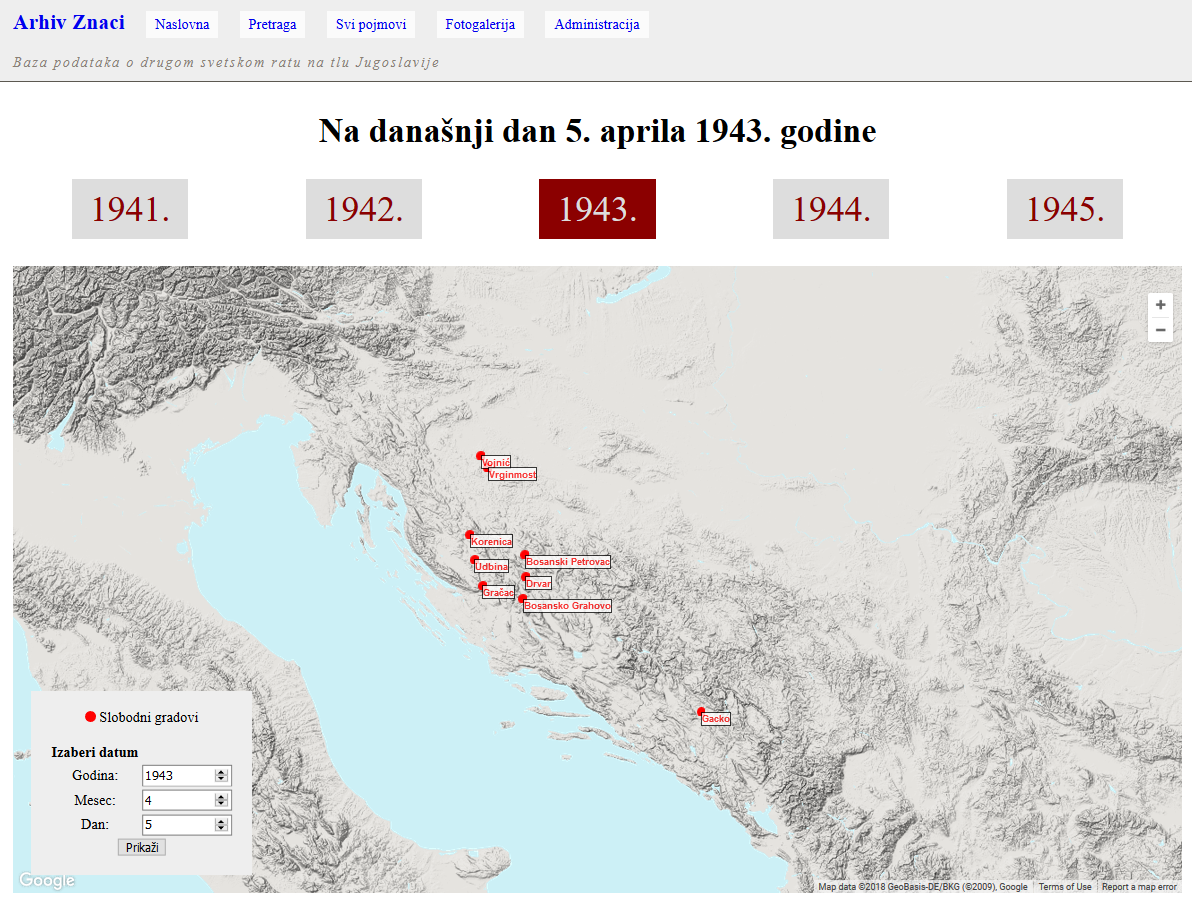 Arhiv Znaci Naslovna Pretraga Svi pojmovi Fotogalerija Administracija
Baza podataka o drugom svetskom ratu na tlu Jugoslavije
Na današnji dan 5. aprila 1943. godine
1941. 1942. 1943. 1944. 1945.
+
−
Vojnić
Vrginmost
Korenica
Bosanski Petrovac
Udbina
Drvar
Gračac
Bosansko Grahovo
Gacko
Slobodni gradovi
Izaberi datum
Godina: 1943
Mesec: 4
Dan: 5
Prikaži
Google
Map data ©2018 GeoBasis-DE/BKG (©2009), Google Terms of Use Report a map error